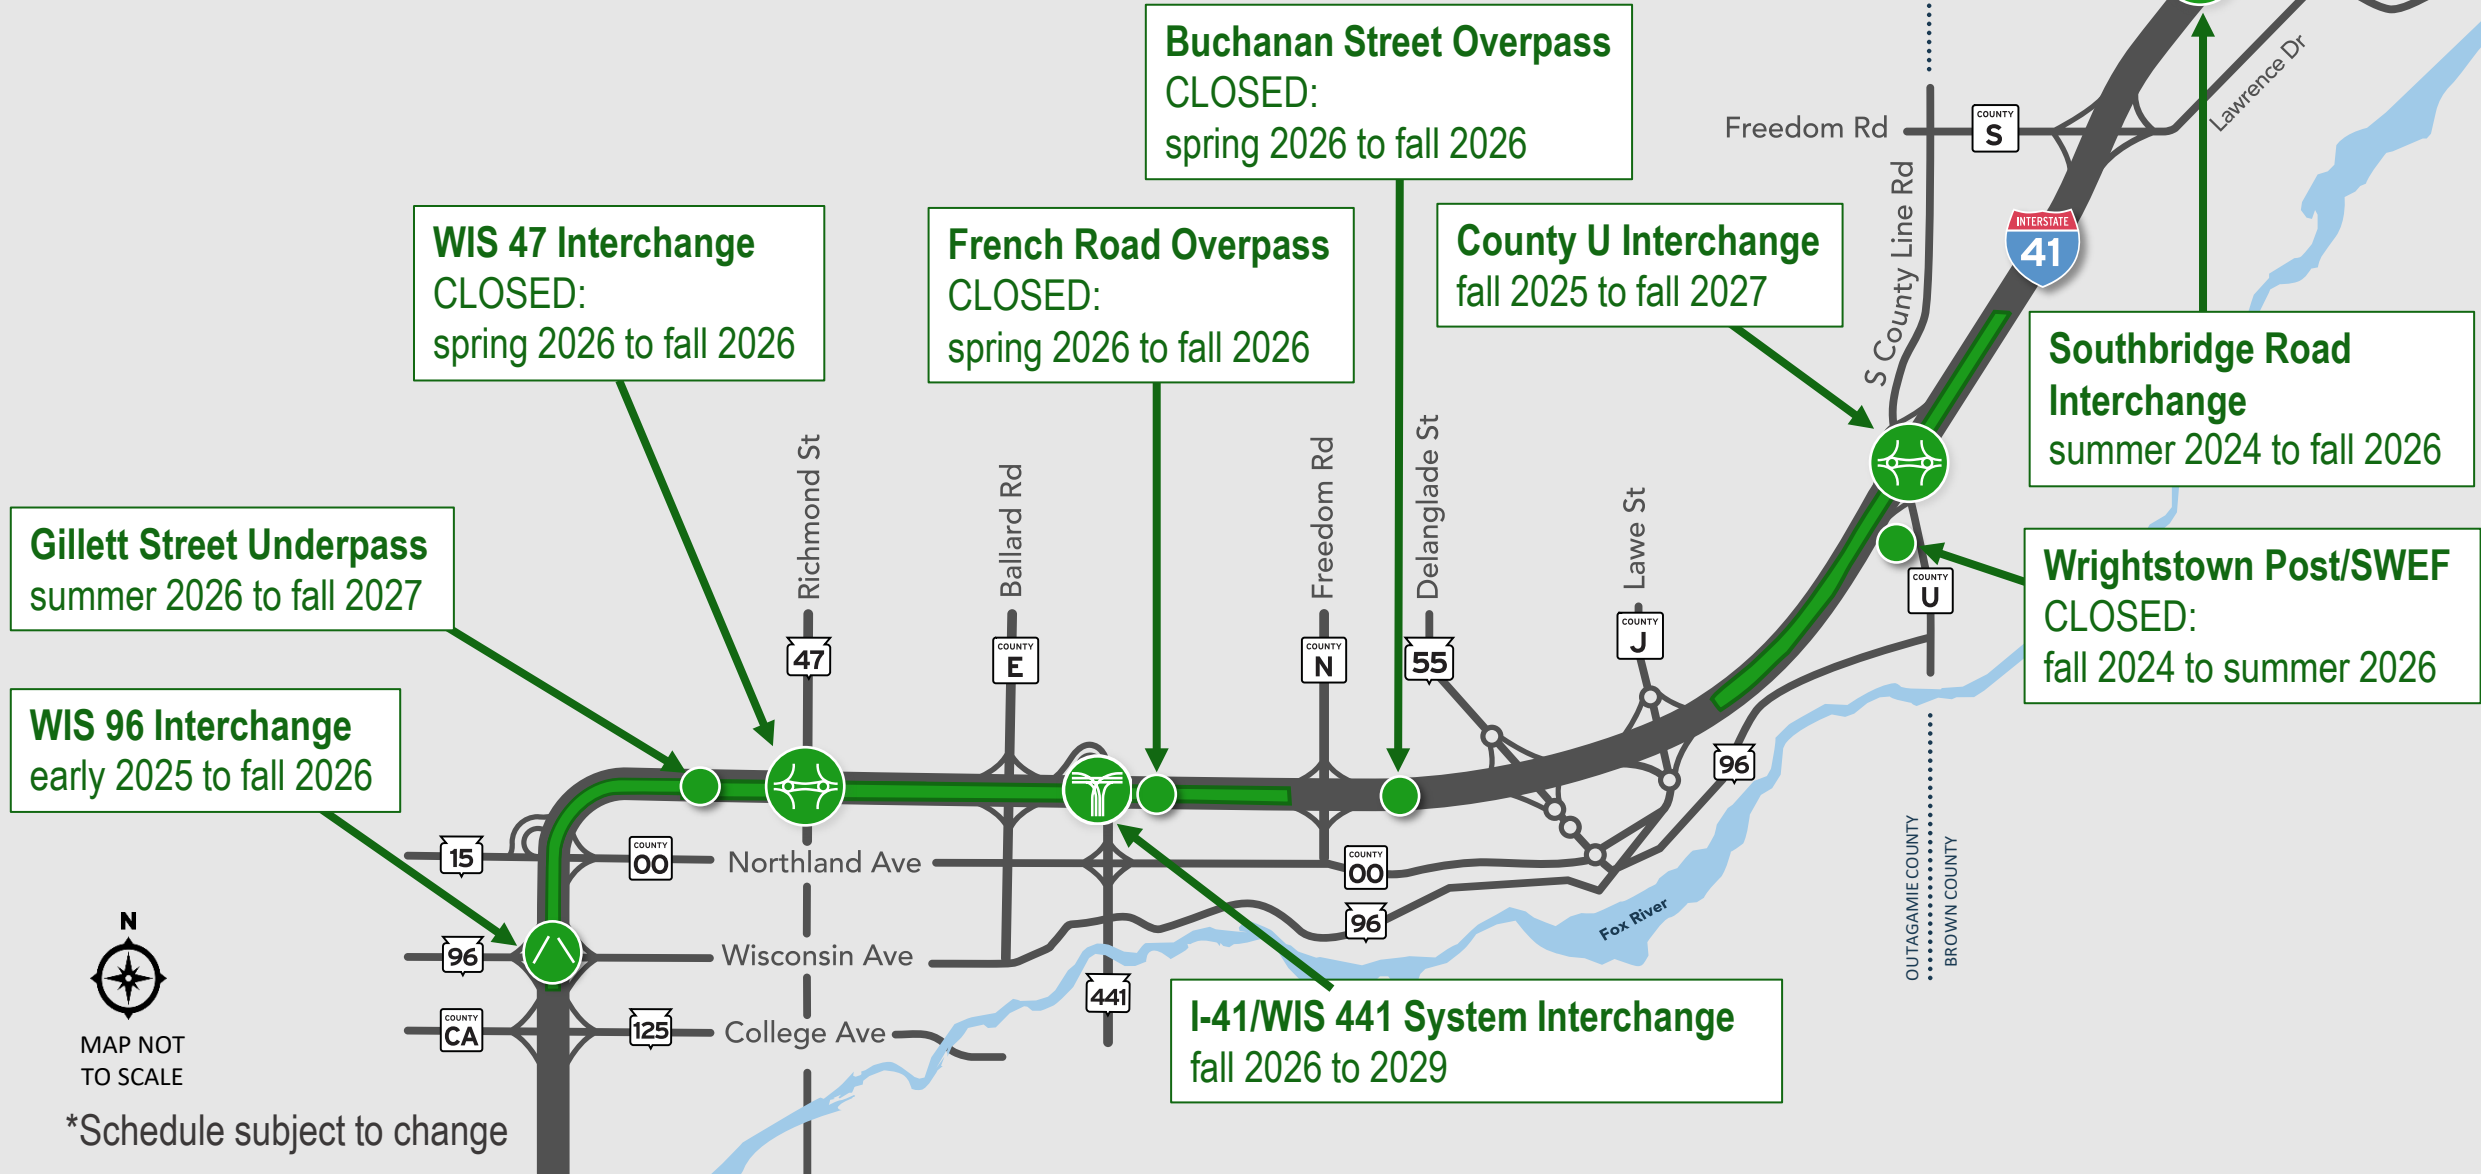 Buchanan Street Overpass
CLOSED:
spring 2026 to fall 2026
Freedom Rd
COUNTY
S
Lawrence Dr
S County Line Rd
INTERSTATE
41
WIS 47 Interchange
CLOSED:
spring 2026 to fall 2026
French Road Overpass
CLOSED:
spring 2026 to fall 2026
County U Interchange
fall 2025 to fall 2027
Southbridge Road
Interchange
summer 2024 to fall 2026
Gillett Street Underpass
summer 2026 to fall 2027
Richmond St
Ballard Rd
Freedom Rd
Delanglade St
Lawe St
Wrightstown Post/SWEF
CLOSED:
fall 2024 to summer 2026
COUNTY
U
47
COUNTY
E
COUNTY
N
55
COUNTY
J
WIS 96 Interchange
early 2025 to fall 2026
96
15
COUNTY
OO
Northland Ave
COUNTY
OO
96
Fox River
OUTAGAMIE COUNTY
BROWN COUNTY
N
MAP NOT
TO SCALE
96
Wisconsin Ave
441
COUNTY
CA
125
College Ave
I-41/WIS 441 System Interchange
fall 2026 to 2029
*Schedule subject to change